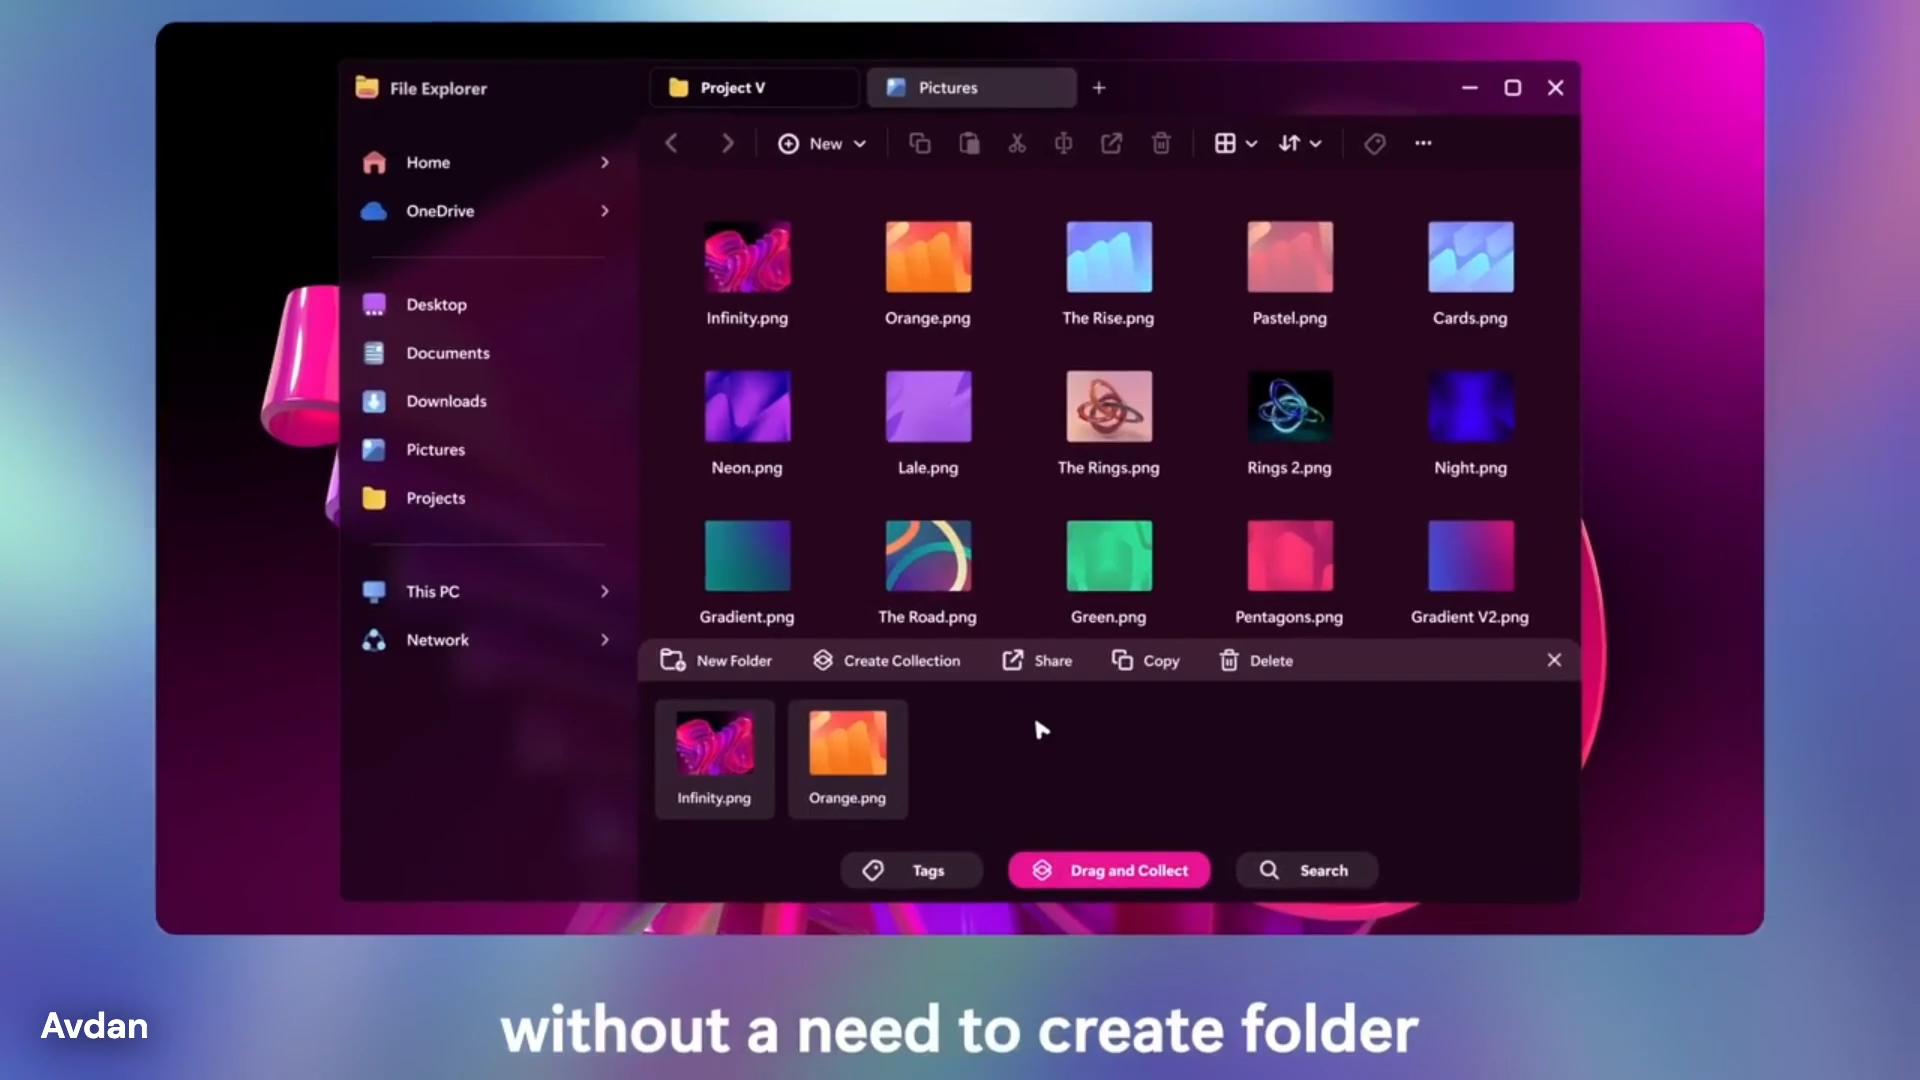 File Explorer
Project V
Pictures
New
Home
OneDrive
Desktop
Documents
Downloads
Pictures
Projects
This PC
Network
Infinity.png
Orange.png
The Rise.png
Pastel.png
Cards.png
Neon.png
Lale.png
The Rings.png
Rings 2.png
Night.png
Gradient.png
The Road.png
Green.png
Pentagons.png
Gradient V2.png
New Folder
Create Collection
Share
Copy
Delete
Infinity.png
Orange.png
Tags
Drag and Collect
Search
Avdan
without a need to create folder